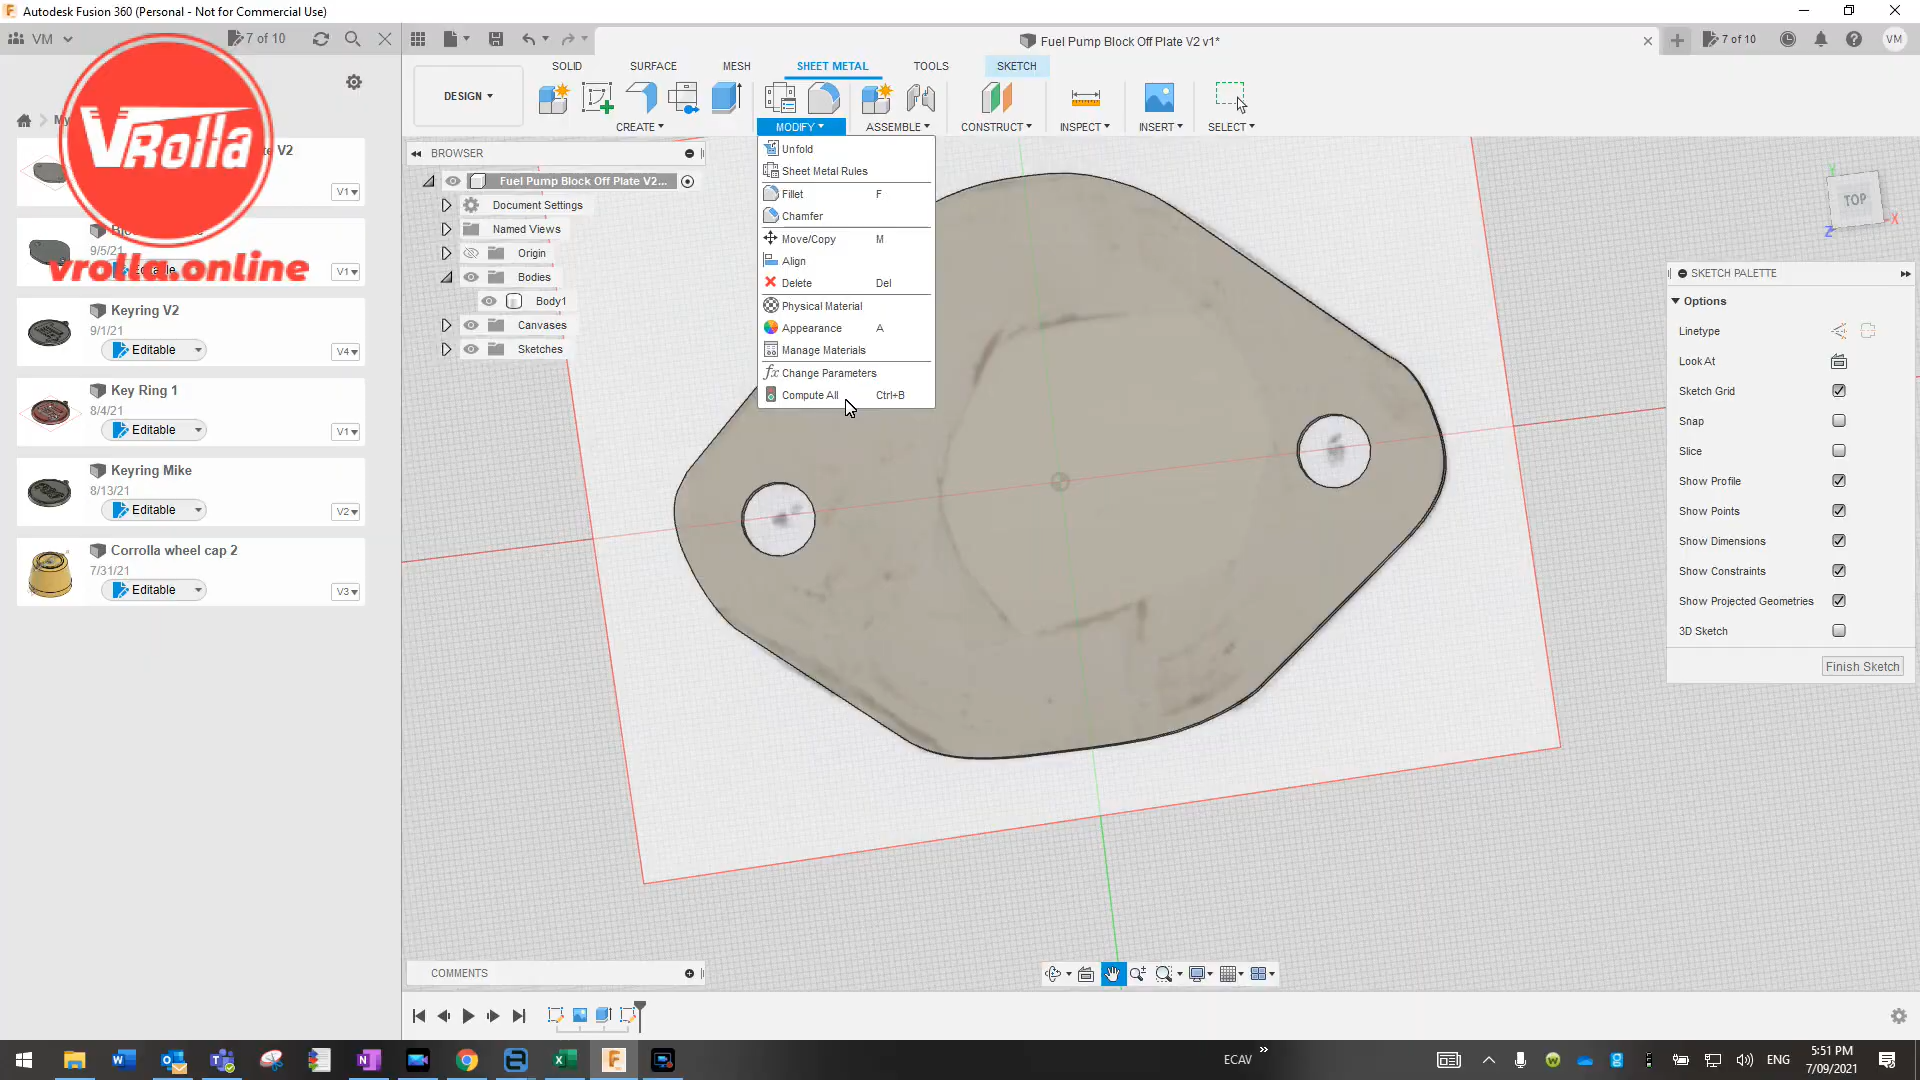 Autodesk Fusion 360 (Personal - Not for Commercial Use)
VM
7 of 10
Fuel Pump Block Off Plate V2 v1*
7 of 10
VM
SOLID
SURFACE
MESH
SHEET METAL
TOOLS
SKETCH
DESIGN
CREATE
MODIFY
ASSEMBLE
CONSTRUCT
INSPECT
INSERT
SELECT
VRolla
vrolla.online
V2
V1
9/5/21
V1
Keyring V2
9/1/21
Editable
V4
Key Ring 1
8/4/21
Editable
V1
Keyring Mike
8/13/21
Editable
V2
Corrolla wheel cap 2
7/31/21
Editable
V3
BROWSER
Fuel Pump Block Off Plate V2...
Document Settings
Named Views
Origin
Bodies
Body1
Canvases
Sketches
Unfold
Sheet Metal Rules
Fillet F
Chamfer
Move/Copy M
Align
Delete Del
Physical Material
Appearance A
Manage Materials
Change Parameters
Compute All Ctrl+B
TOP
X
Z
SKETCH PALETTE
Options
Linetype
Look At
Sketch Grid
Snap
Slice
Show Profile
Show Points
Show Dimensions
Show Constraints
Show Projected Geometries
3D Sketch
Finish Sketch
COMMENTS
ECAV
ENG
5:51 PM
7/09/2021